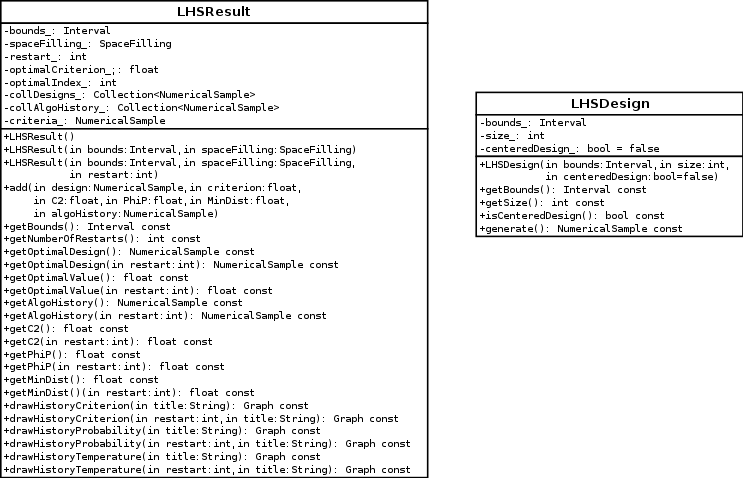 LHSResult
-bounds_: Interval
-spaceFilling_: SpaceFilling
-restart_: int
-optimalCriterion_;: float
-optimalIndex_: int
-collDesigns_: Collection<NumericalSample>
-collAlgoHistory_: Collection<NumericalSample>
-criteria_: NumericalSample
+LHSResult()
+LHSResult(in bounds:Interval,in spaceFilling:SpaceFilling)
+LHSResult(in bounds:Interval,in spaceFilling:SpaceFilling,
in restart:int)
+add(in design:NumericalSample,in criterion:float,
in C2:float,in PhiP:float,in MinDist:float,
in algoHistory:NumericalSample)
+getBounds(): Interval const
+getNumberOfRestarts(): int const
+getOptimalDesign(): NumericalSample const
+getOptimalDesign(in restart:int): NumericalSample const
+getOptimalValue(): float const
+getOptimalValue(in restart:int): float const
+getAlgoHistory(): NumericalSample const
+getAlgoHistory(in restart:int): NumericalSample const
+getC2(): float const
+getC2(in restart:int): float const
+getPhiP(): float const
+getPhiP(in restart:int): float const
+getMinDist(): float const
+getMinDist()(in restart:int): float const
+drawHistoryCriterion(in title:String): Graph const
+drawHistoryCriterion(in restart:int,in title:String): Graph const
+drawHistoryProbability(in title:String): Graph const
+drawHistoryProbability(in restart:int,in title:String): Graph const
+drawHistoryTemperature(in title:String): Graph const
+drawHistoryTemperature(in restart:int,in title:String): Graph const
LHSDesign
-bounds_: Interval
-size_: int
-centeredDesign_: bool = false
+LHSDesign(in bounds:Interval,in size:int,
in centeredDesign:bool=false)
+getBounds(): Interval const
+getSize(): int const
+isCenteredDesign(): bool const
+generate(): NumericalSample const